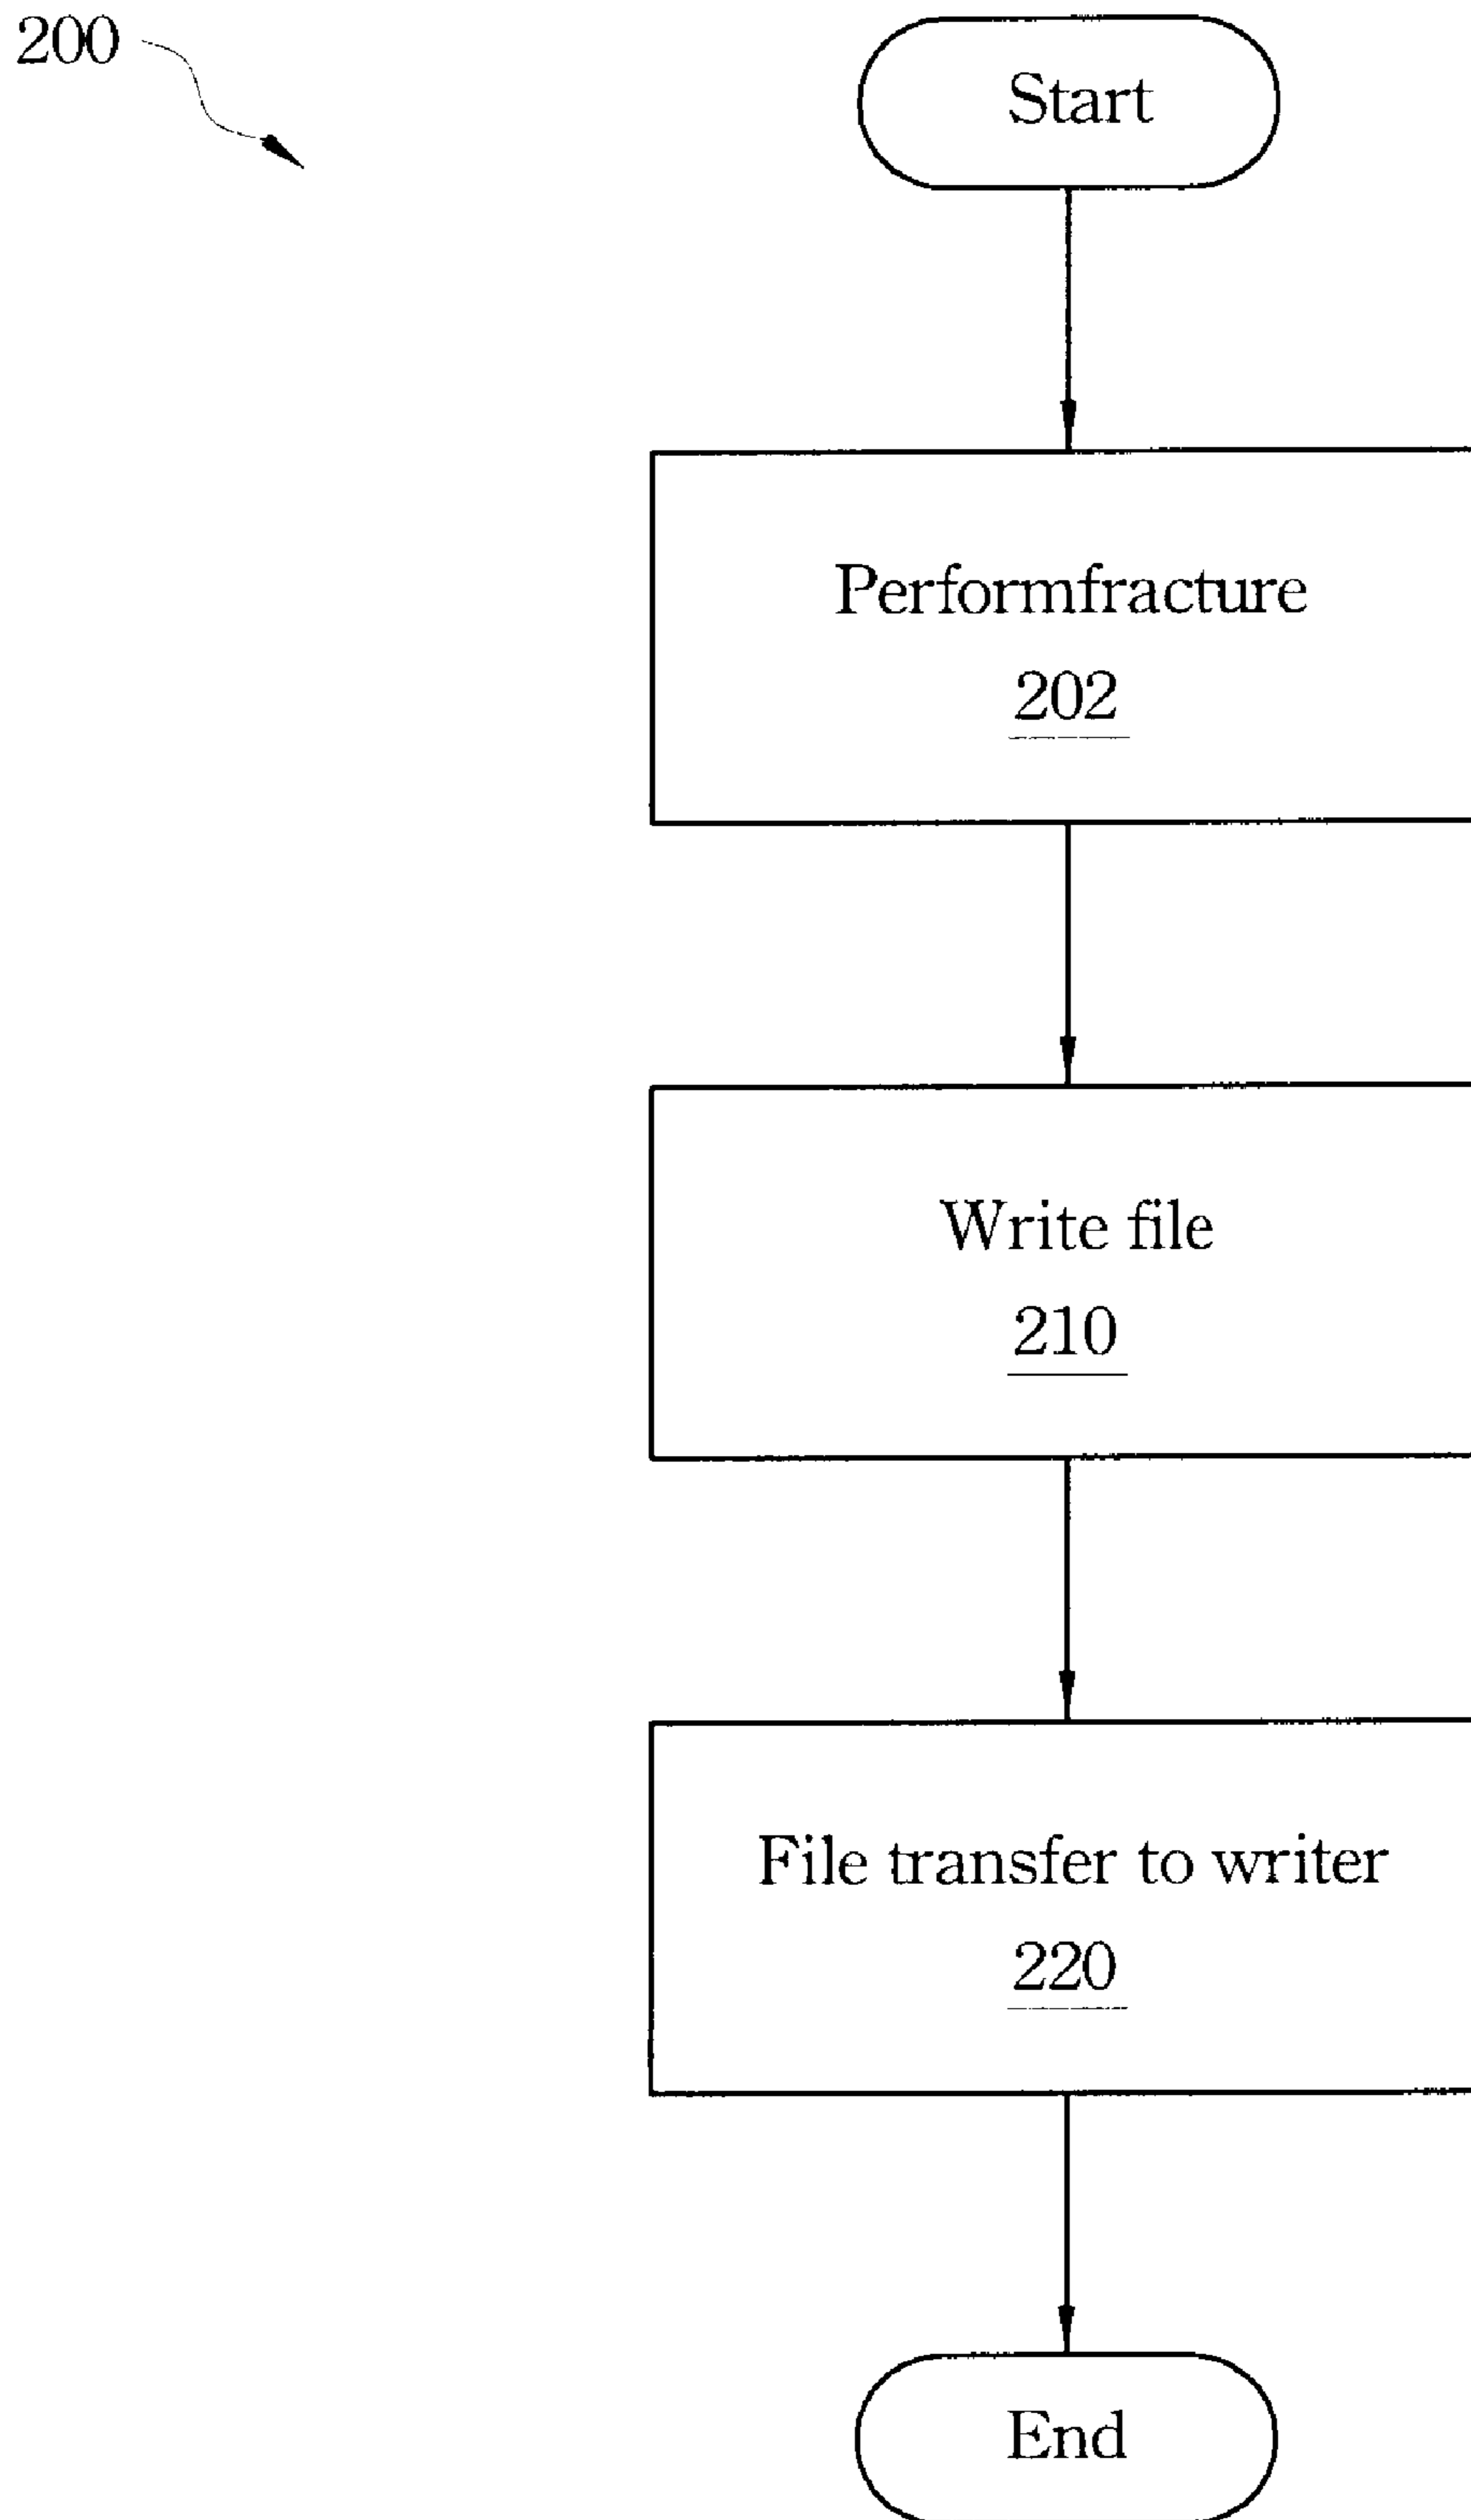 200
Start
Performfracture
202
Write file
210
File transfer to writer
220
End